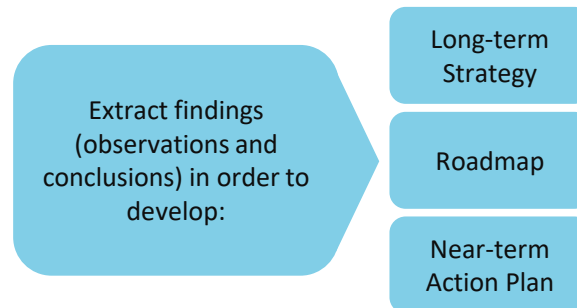 Extract findings
(observations and
conclusions) in order to
develop:
Long-term
Strategy
Roadmap
Near-term
Action Plan